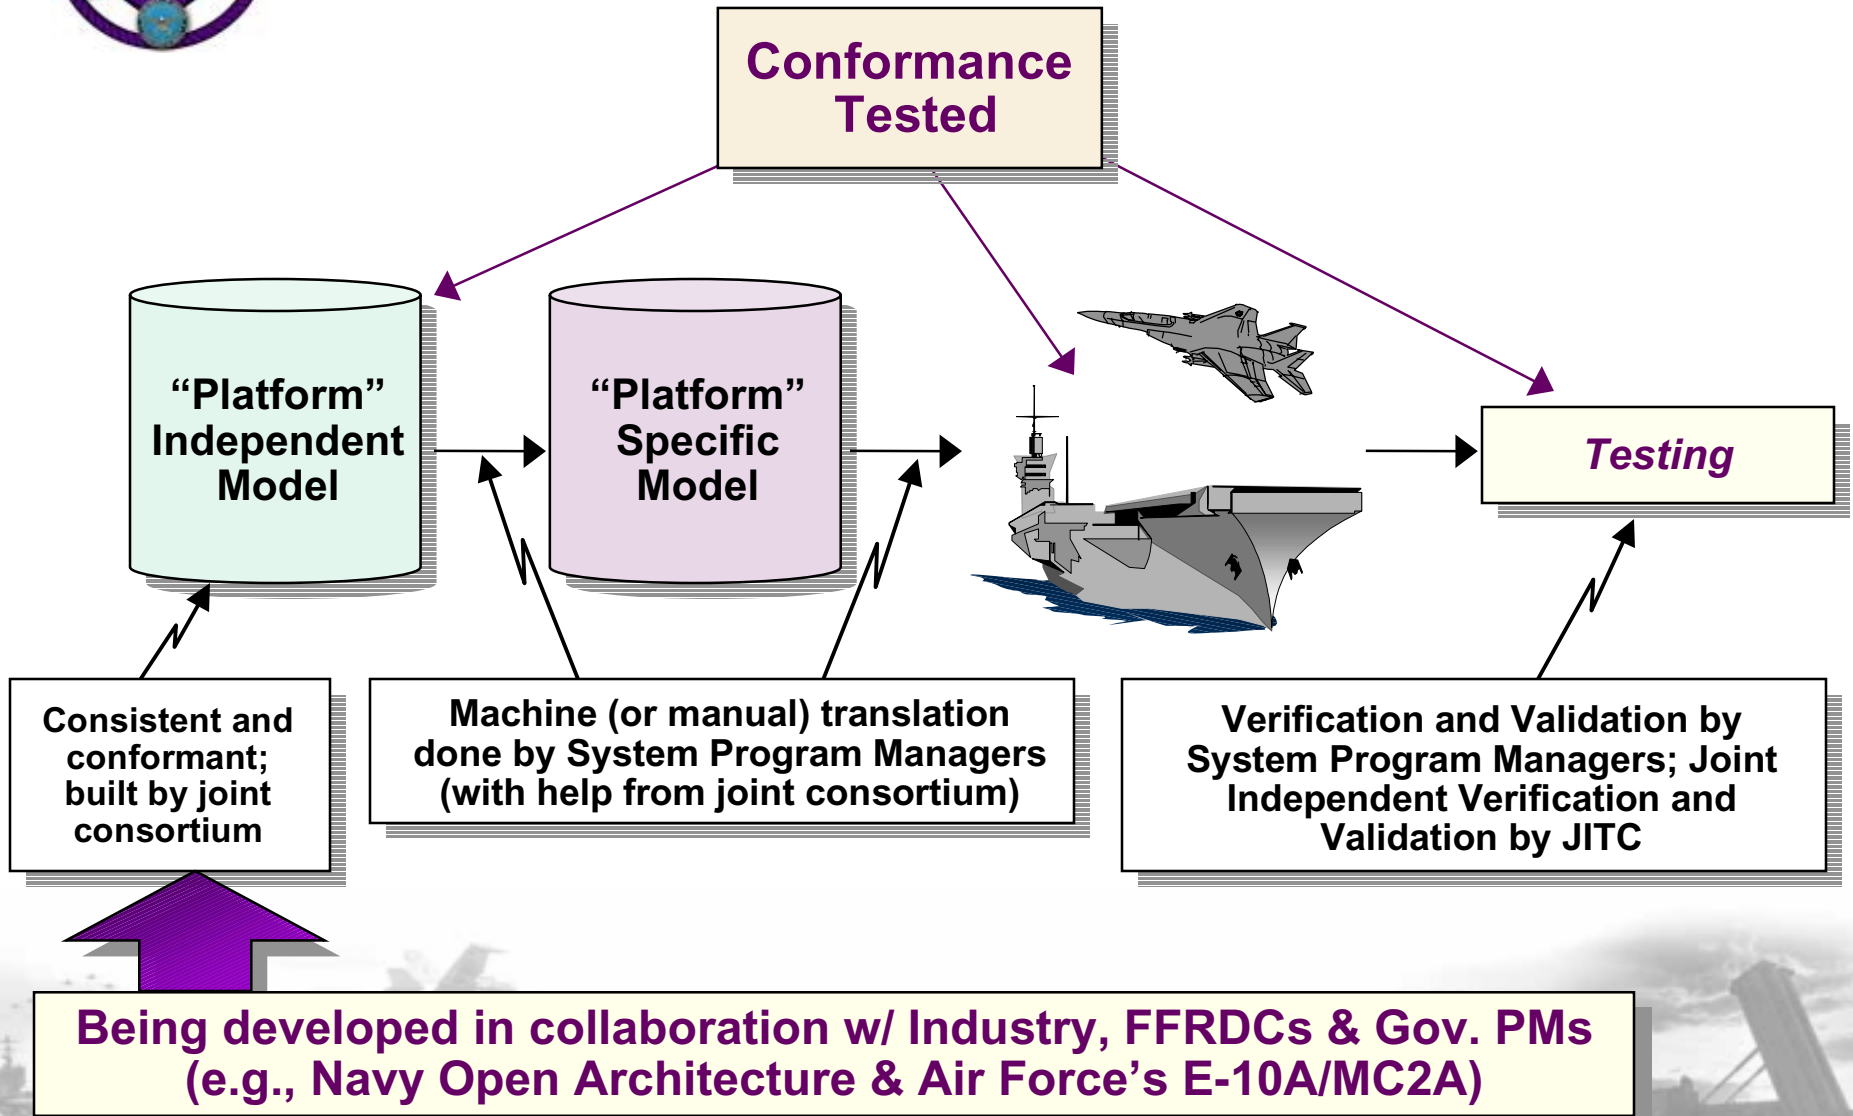 Conformance
Tested
“Platform”
Independent
Model
“Platform”
Specific
Model
Testing
Consistent and
conformant;
built by joint
consortium
Machine (or manual) translation
done by System Program Managers
(with help from joint consortium)
Verification and Validation by
System Program Managers; Joint
Independent Verification and
Validation by JITC
Being developed in collaboration w/ Industry, FFRDCs & Gov. PMs
(e.g., Navy Open Architecture & Air Force’s E-10A/MC2A)